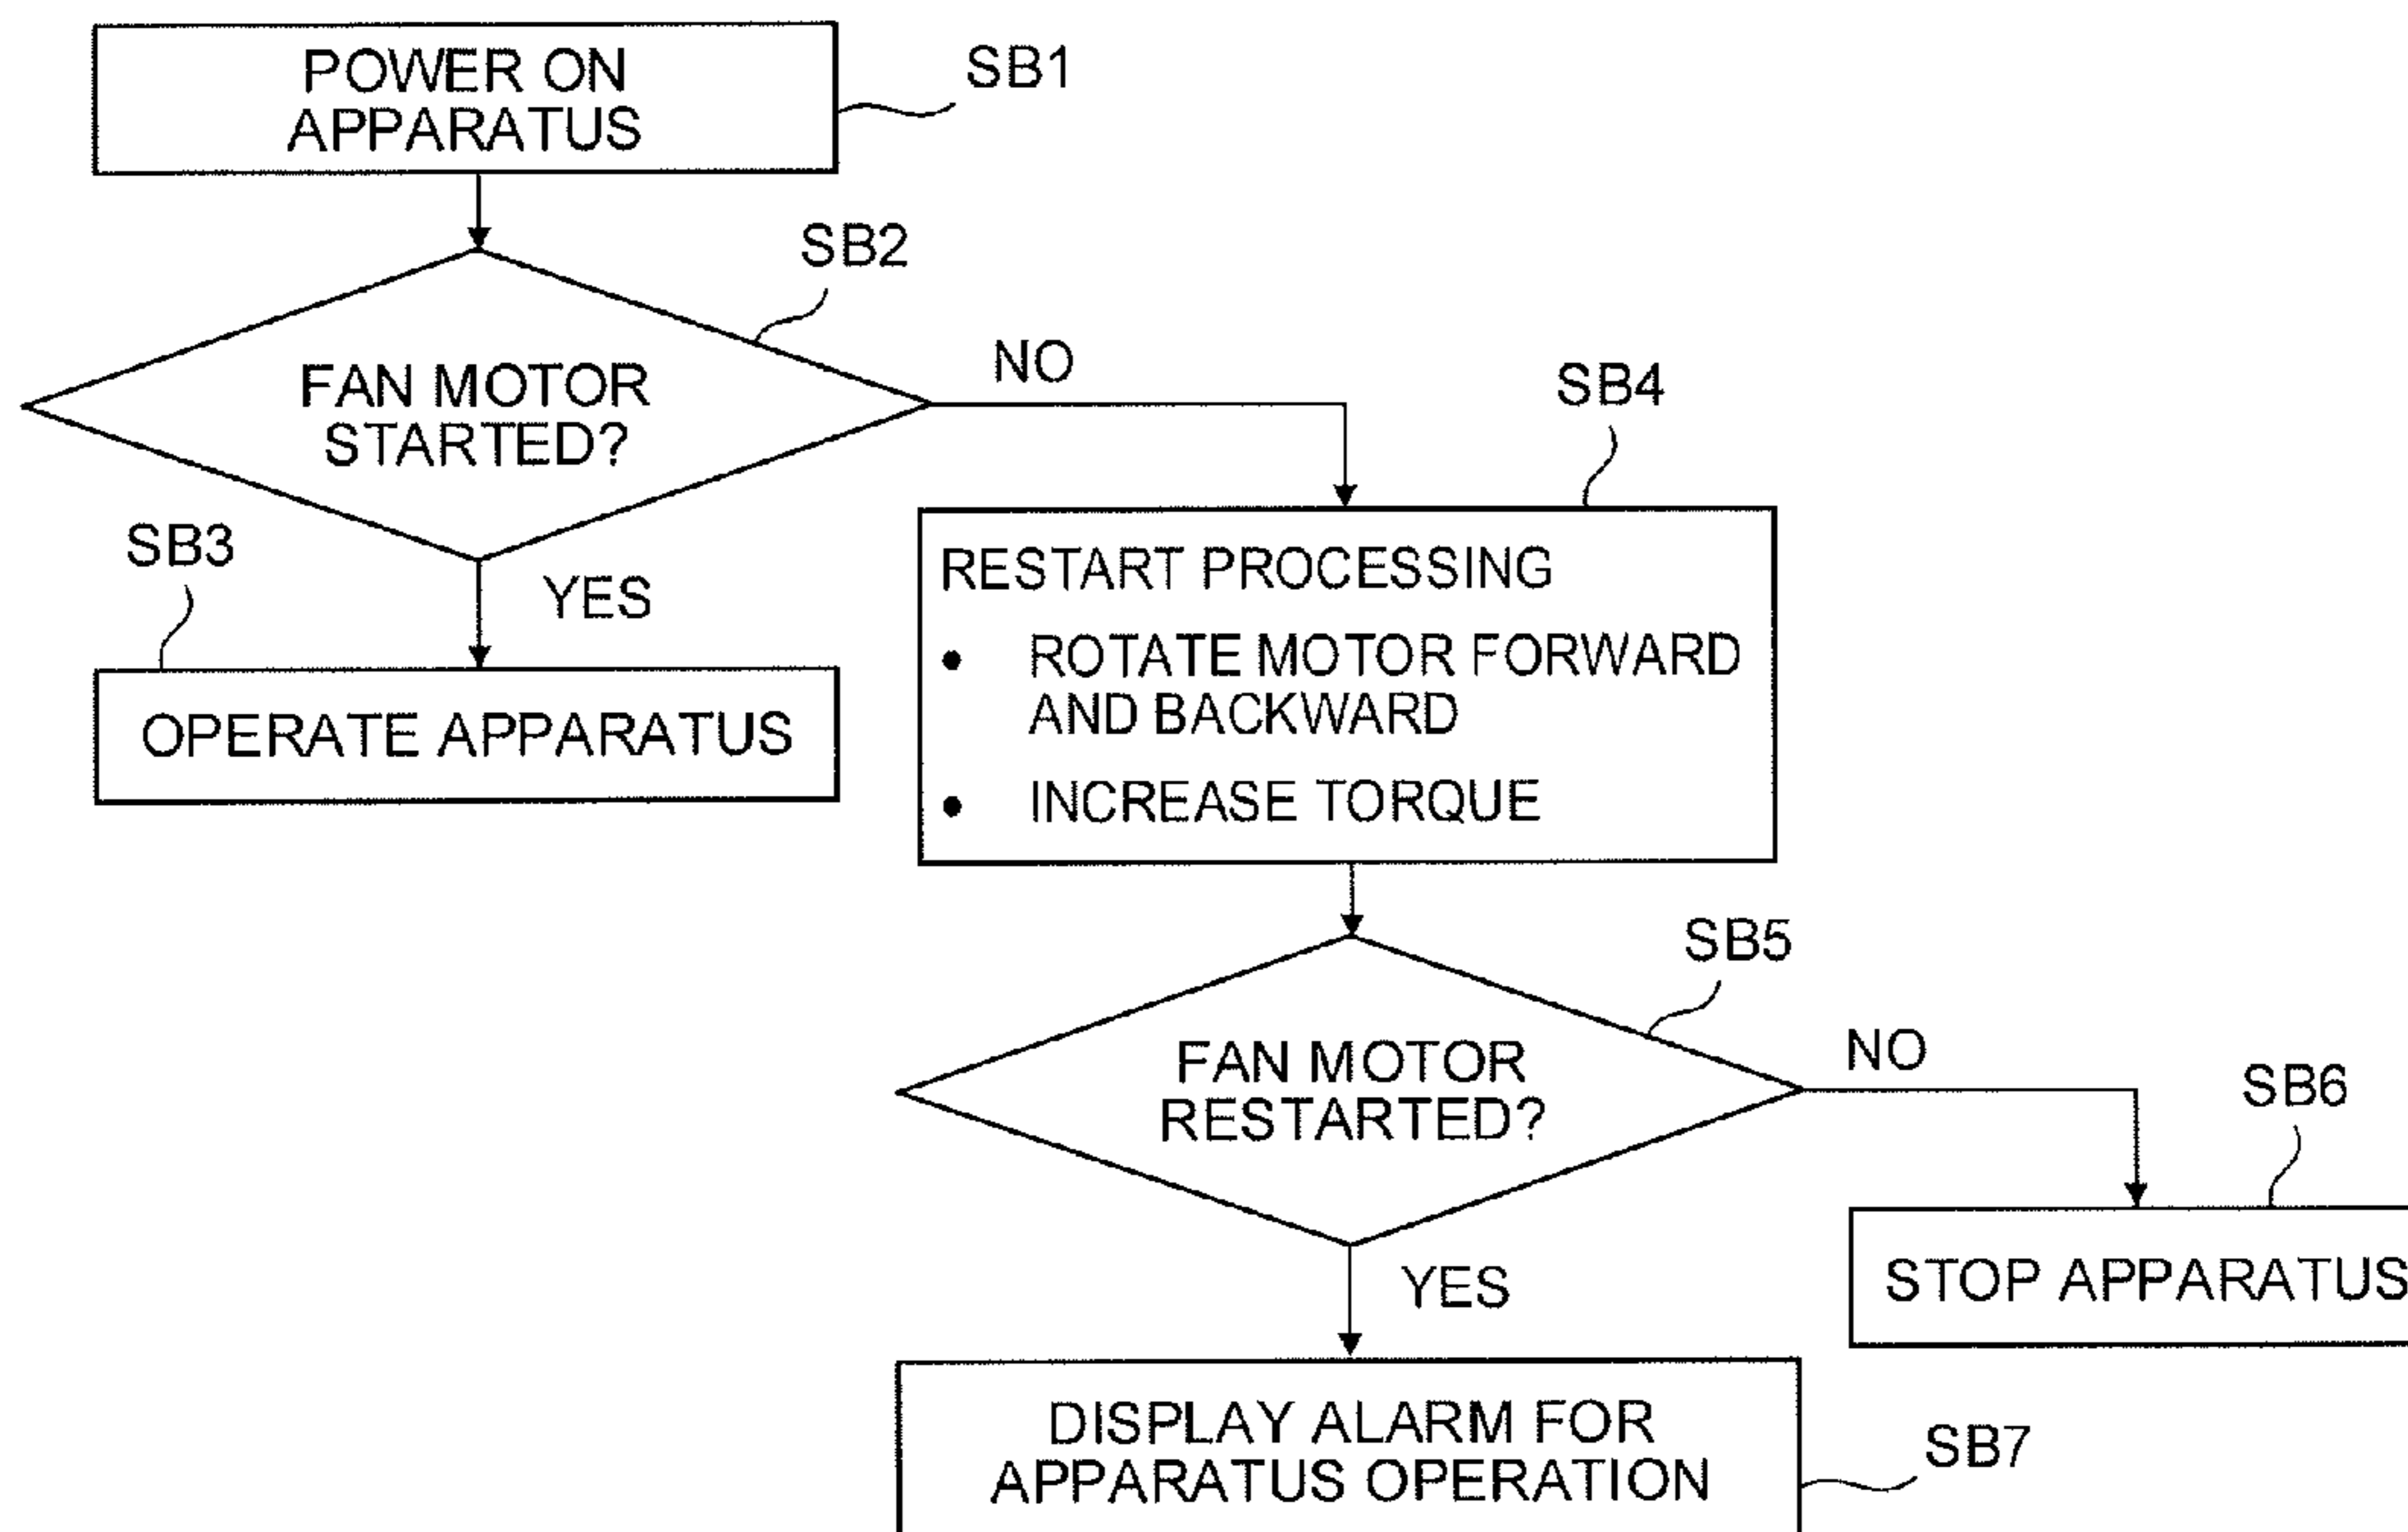 POWER ON
APPARATUS
SB1
SB2
FAN MOTOR
STARTED?
NO
YES
SB3
OPERATE APPARATUS
SB4
RESTART PROCESSING
• ROTATE MOTOR FORWARD
AND BACKWARD
• INCREASE TORQUE
SB5
FAN MOTOR
RESTARTED?
NO
SB6
STOP APPARATUS
YES
DISPLAY ALARM FOR
APPARATUS OPERATION
SB7